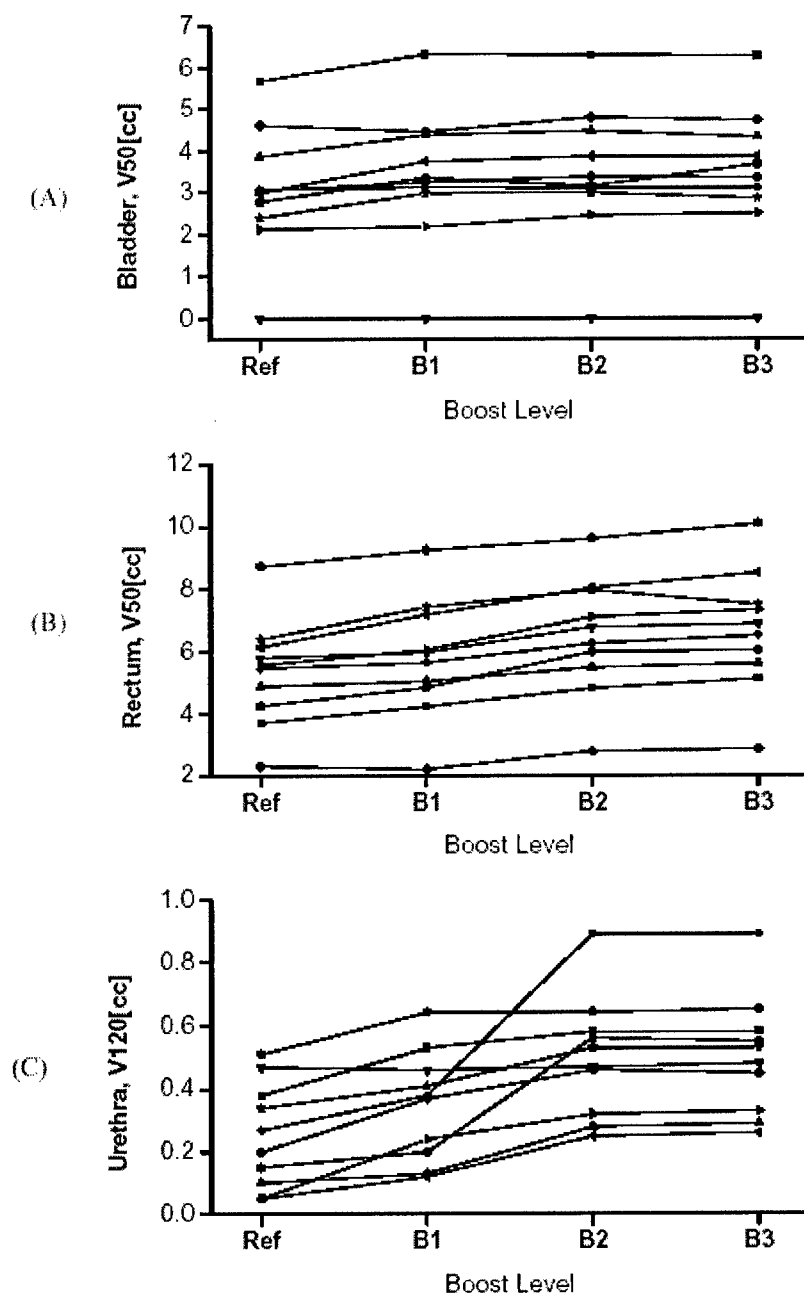 (A)
Bladder, V50[cc]
7
6
5
4
3
2
1
0
Ref B1 B2 B3
Boost Level
(B)
Rectum, V50[cc]
12
10
8
6
4
2
Ref B1 B2 B3
Boost Level
(C)
Urethra, V120[cc]
1.0
0.8
0.6
0.4
0.2
0.0
Ref B1 B2 B3
Boost Level